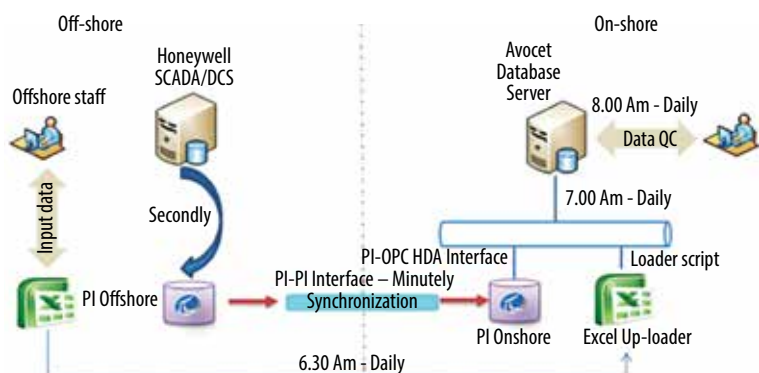 Off-shore
On-shore
Honeywell
SCADA/DCS
Offshore staff
Input data
Secondly
PI Offshore
PI-PI Interface – Minutely
Synchronization
6.30 Am - Daily
Avocet
Database
Server
8.00 Am - Daily
Data QC
7.00 Am - Daily
PI-OPC HDA Interface
Loader script
PI Onshore
Excel Up-loader